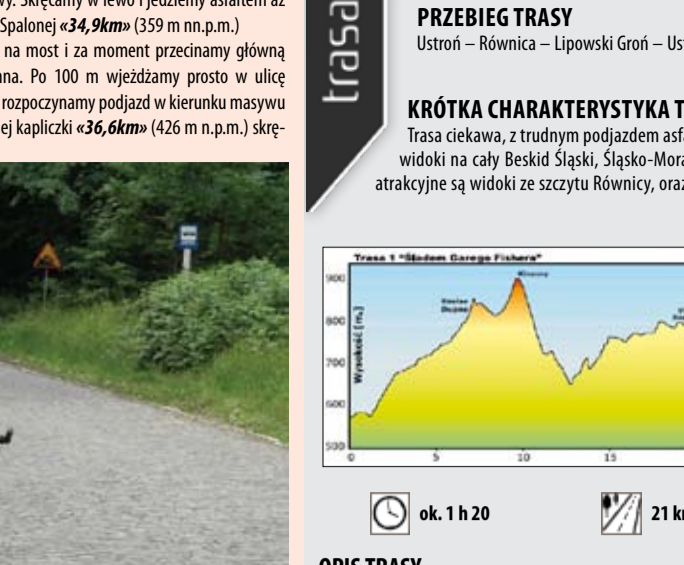 wy. Skręcamy w lewo i jedziemy asfaltem aż
Spalonej «34,9km» (359 m nn.p.m.)
na most i za moment przecinamy główną
nna. Po 100 m wjeżdżamy prosto w ulicę
rozpoczynamy podjazd w kierunku masywu
ej kapliczki «36,6km» (426 m n.p.m.) skrę-
trasa
PRZEBIEG TRASY
Ustroń – Równica – Lipowski Groń – Us
KRÓTKA CHARAKTERYSTYKA T
Trasa ciekawa, z trudnym podjazdem asfa
widoki na cały Beskid Śląski, Śląsko-Mora
atrakcyjne są widoki ze szczytu Równicy, oraz
Trasa 1 "Śladem Garego Fishera"
Wysokość [m.]
900
800
700
600
500
0 5 10 15
ok. 1 h 20
21 k
OPIS TRASY